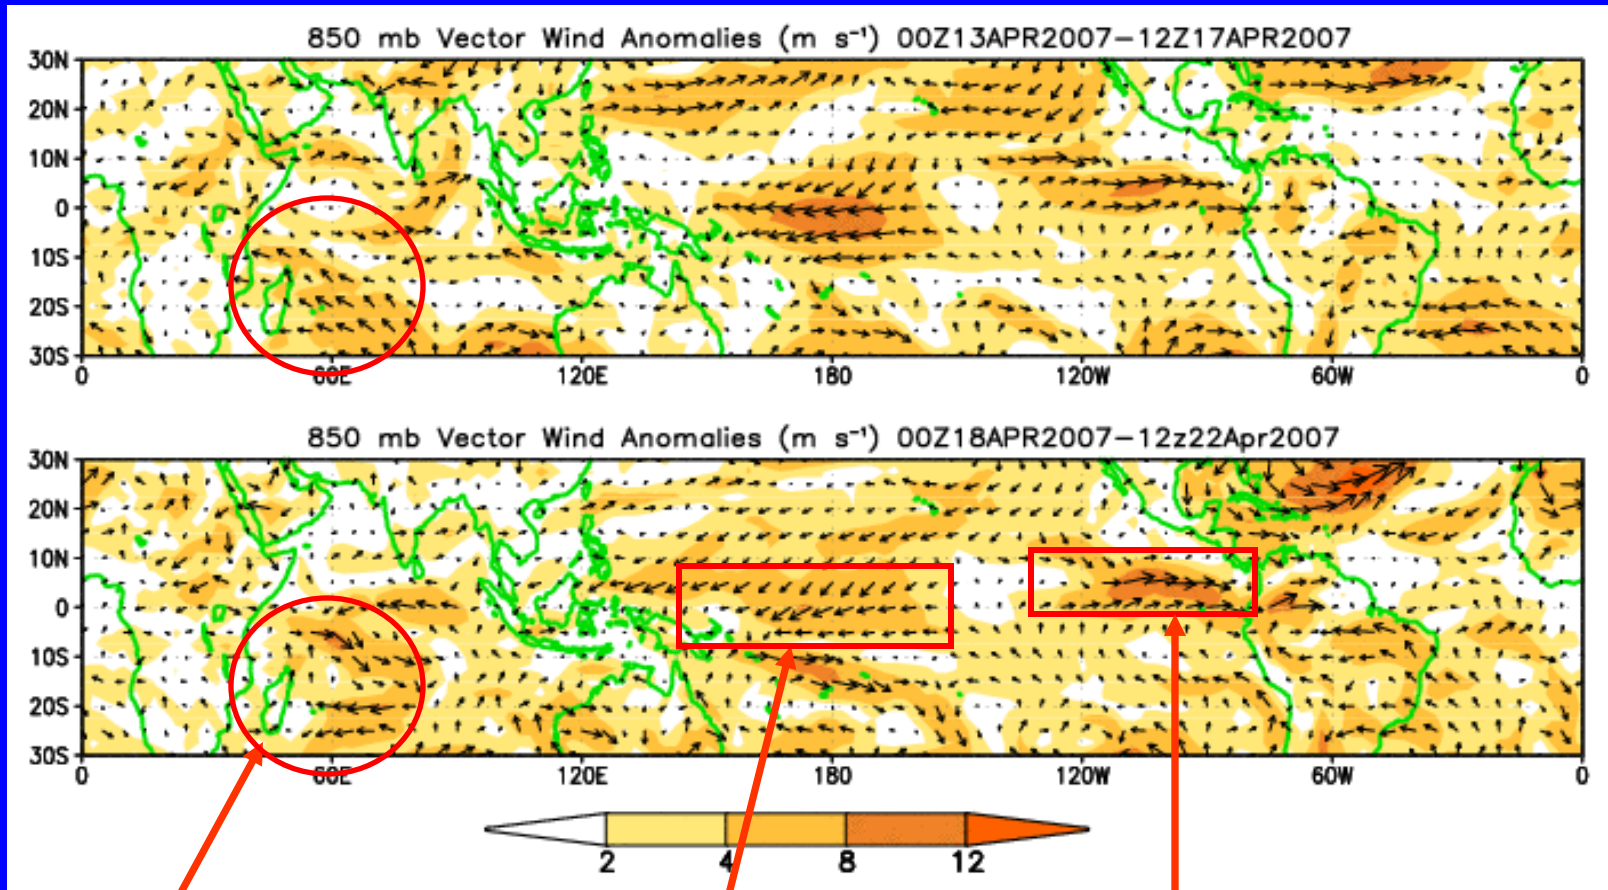 850 mb Vector Wind Anomalies (m s⁻¹) 00Z13APR2007-12Z17APR2007
30N
20N
10N
0
10S
20S
30S
0 60E 120E 180 120W 60W 0
850 mb Vector Wind Anomalies (m s⁻¹) 00Z18APR2007-12z22Apr2007
30N
20N
10N
0
10S
20S
30S
0 60E 120E 180 120W 60W 0
2 4 8 12